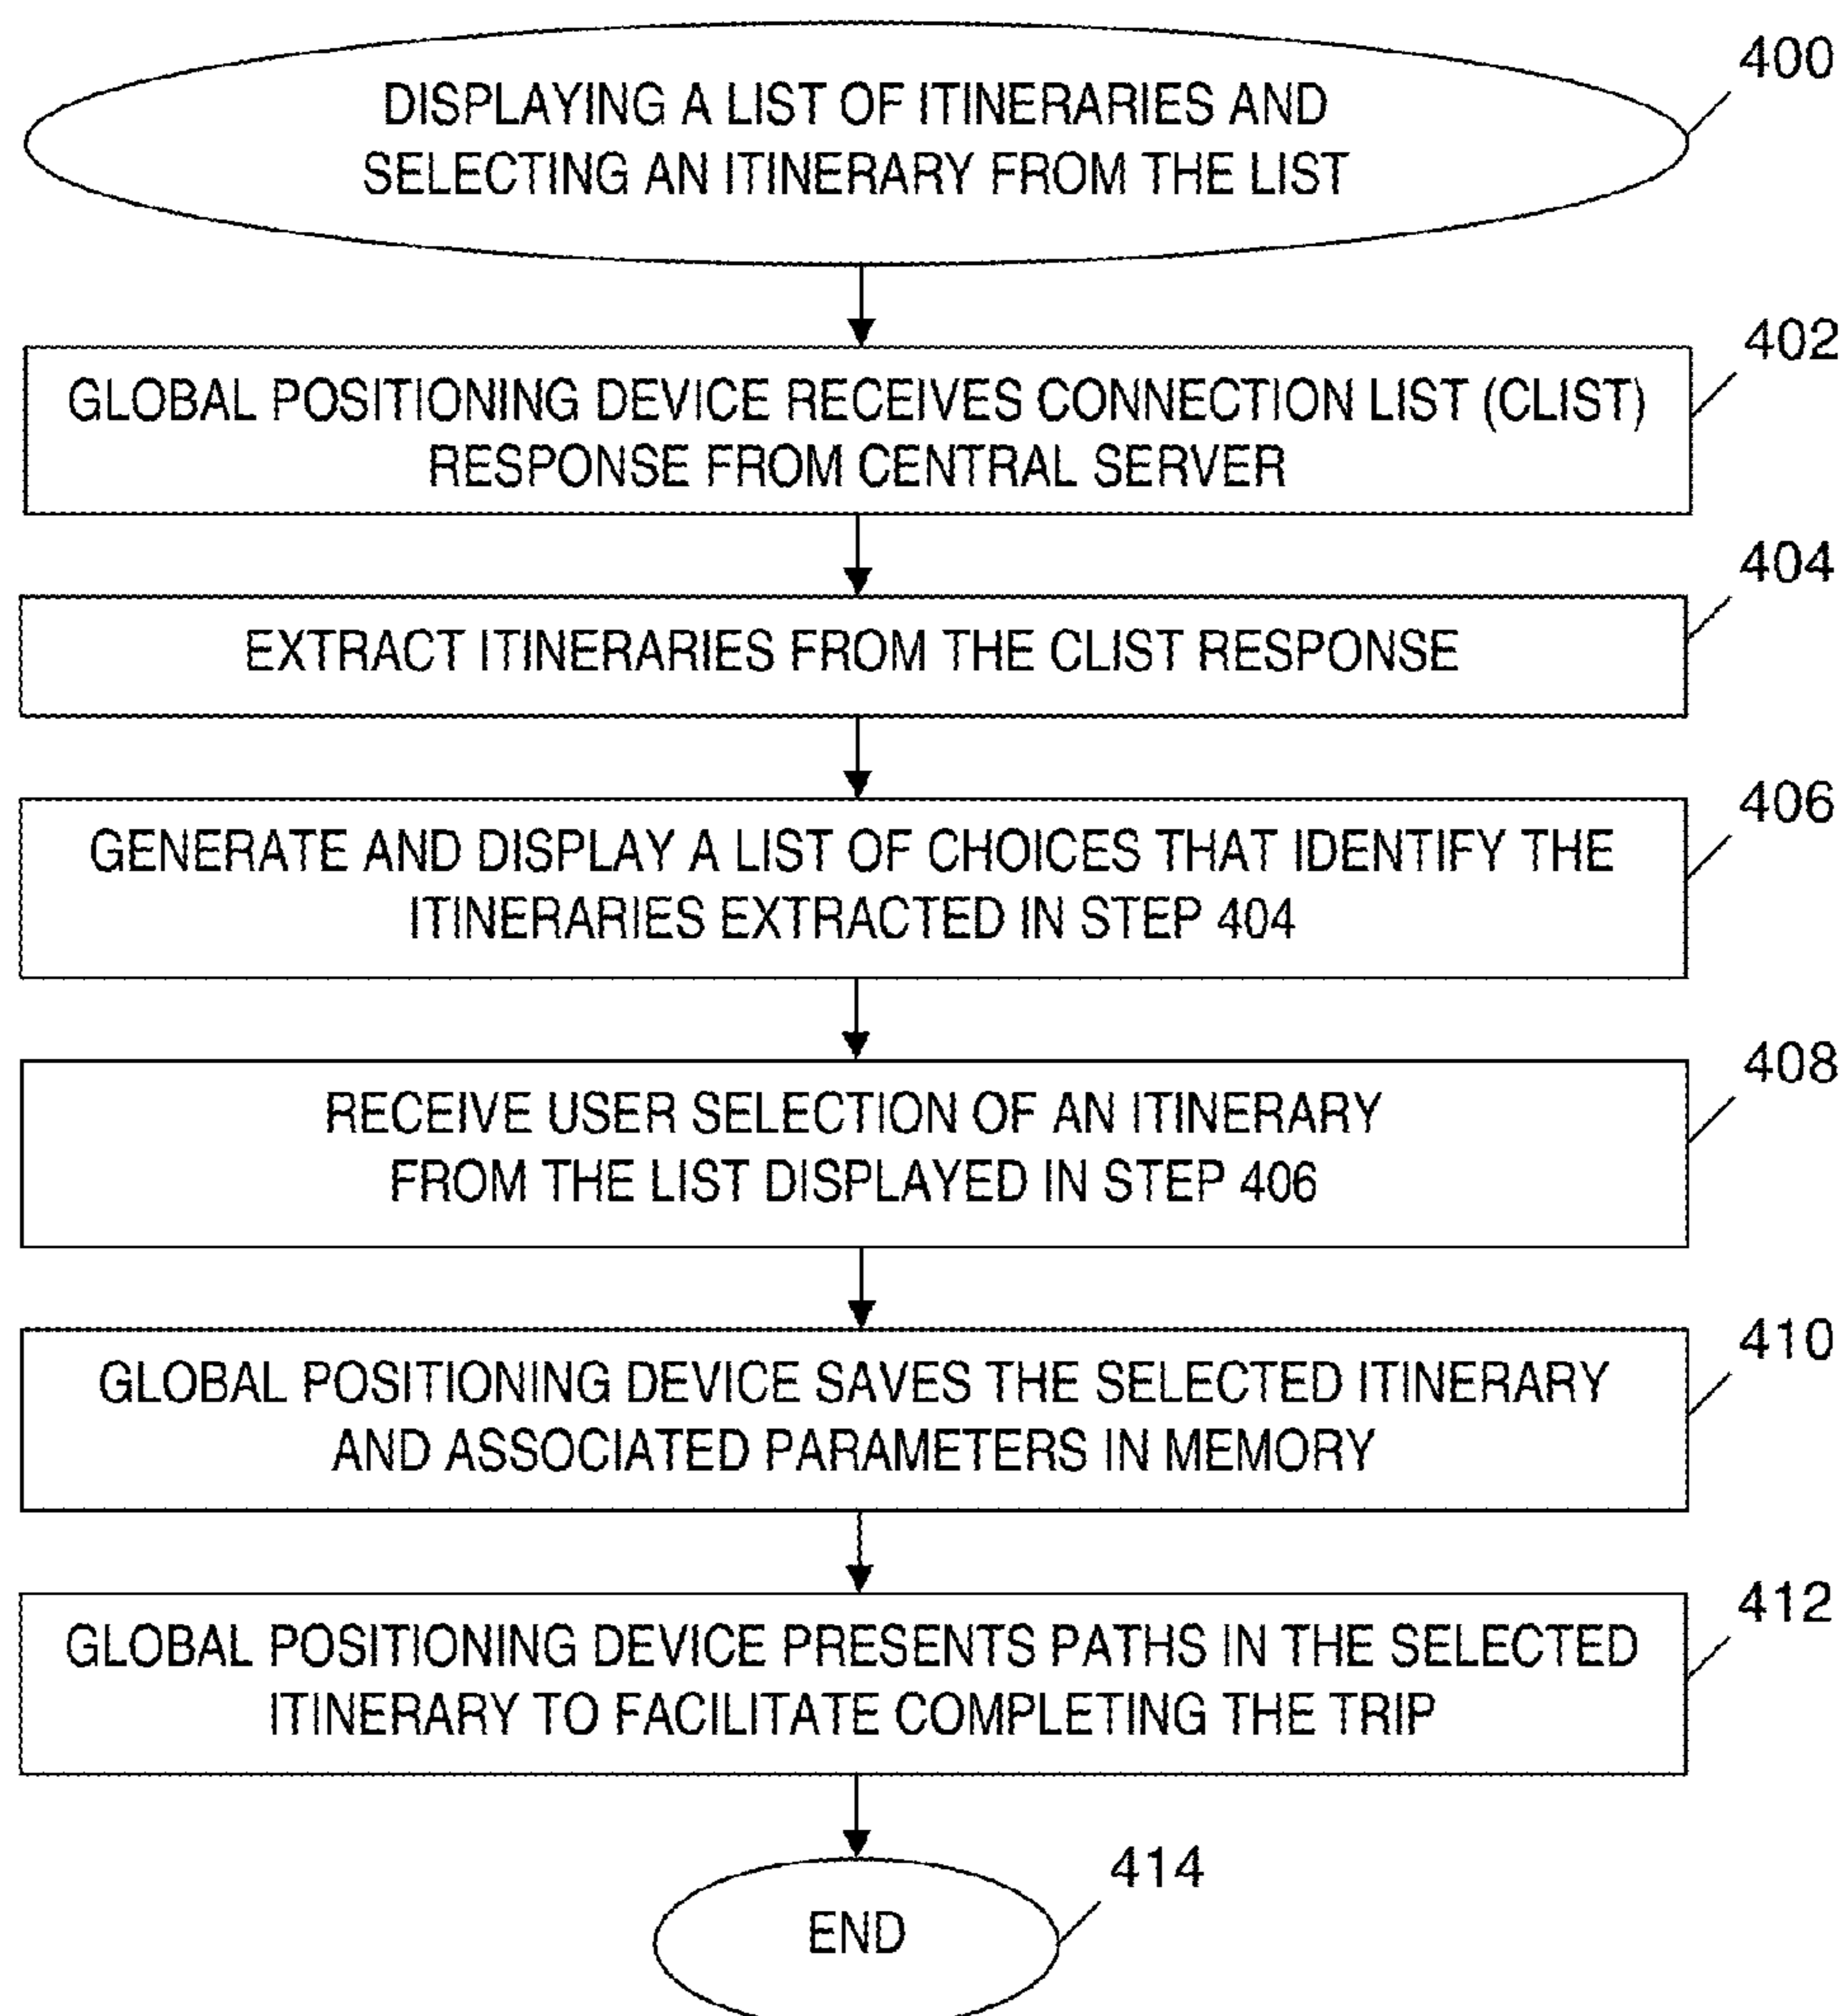 400
DISPLAYING A LIST OF ITINERARIES AND
SELECTING AN ITINERARY FROM THE LIST
402
GLOBAL POSITIONING DEVICE RECEIVES CONNECTION LIST (CLIST)
RESPONSE FROM CENTRAL SERVER
404
EXTRACT ITINERARIES FROM THE CLIST RESPONSE
406
GENERATE AND DISPLAY A LIST OF CHOICES THAT IDENTIFY THE
ITINERARIES EXTRACTED IN STEP 404
408
RECEIVE USER SELECTION OF AN ITINERARY
FROM THE LIST DISPLAYED IN STEP 406
410
GLOBAL POSITIONING DEVICE SAVES THE SELECTED ITINERARY
AND ASSOCIATED PARAMETERS IN MEMORY
412
GLOBAL POSITIONING DEVICE PRESENTS PATHS IN THE SELECTED
ITINERARY TO FACILITATE COMPLETING THE TRIP
414
END